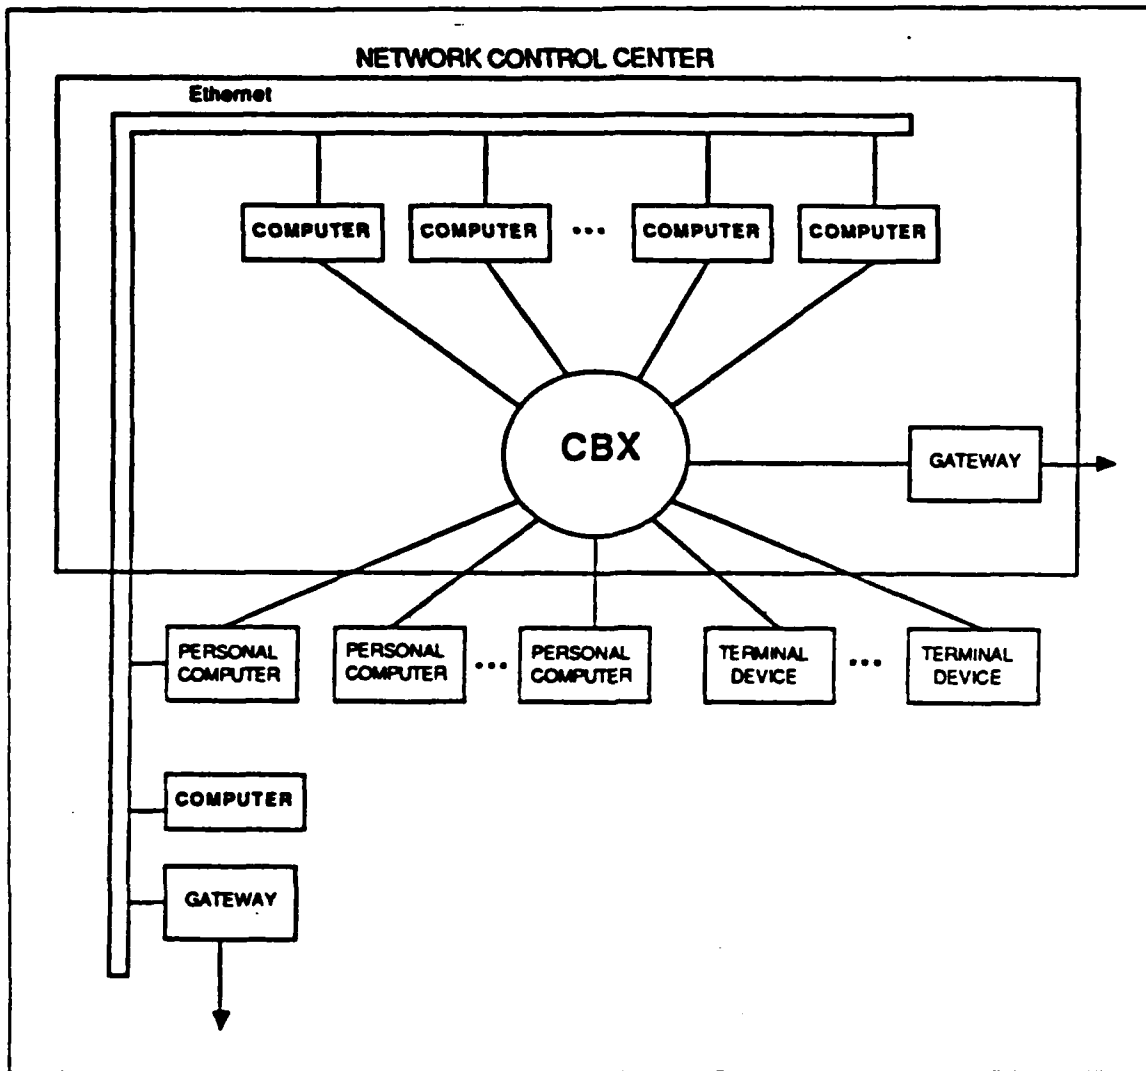 NETWORK CONTROL CENTER
Ethernet
COMPUTER
COMPUTER
...
COMPUTER
COMPUTER
CBX
GATEWAY
PERSONAL
COMPUTER
PERSONAL
COMPUTER
...
PERSONAL
COMPUTER
TERMINAL
DEVICE
...
TERMINAL
DEVICE
COMPUTER
GATEWAY